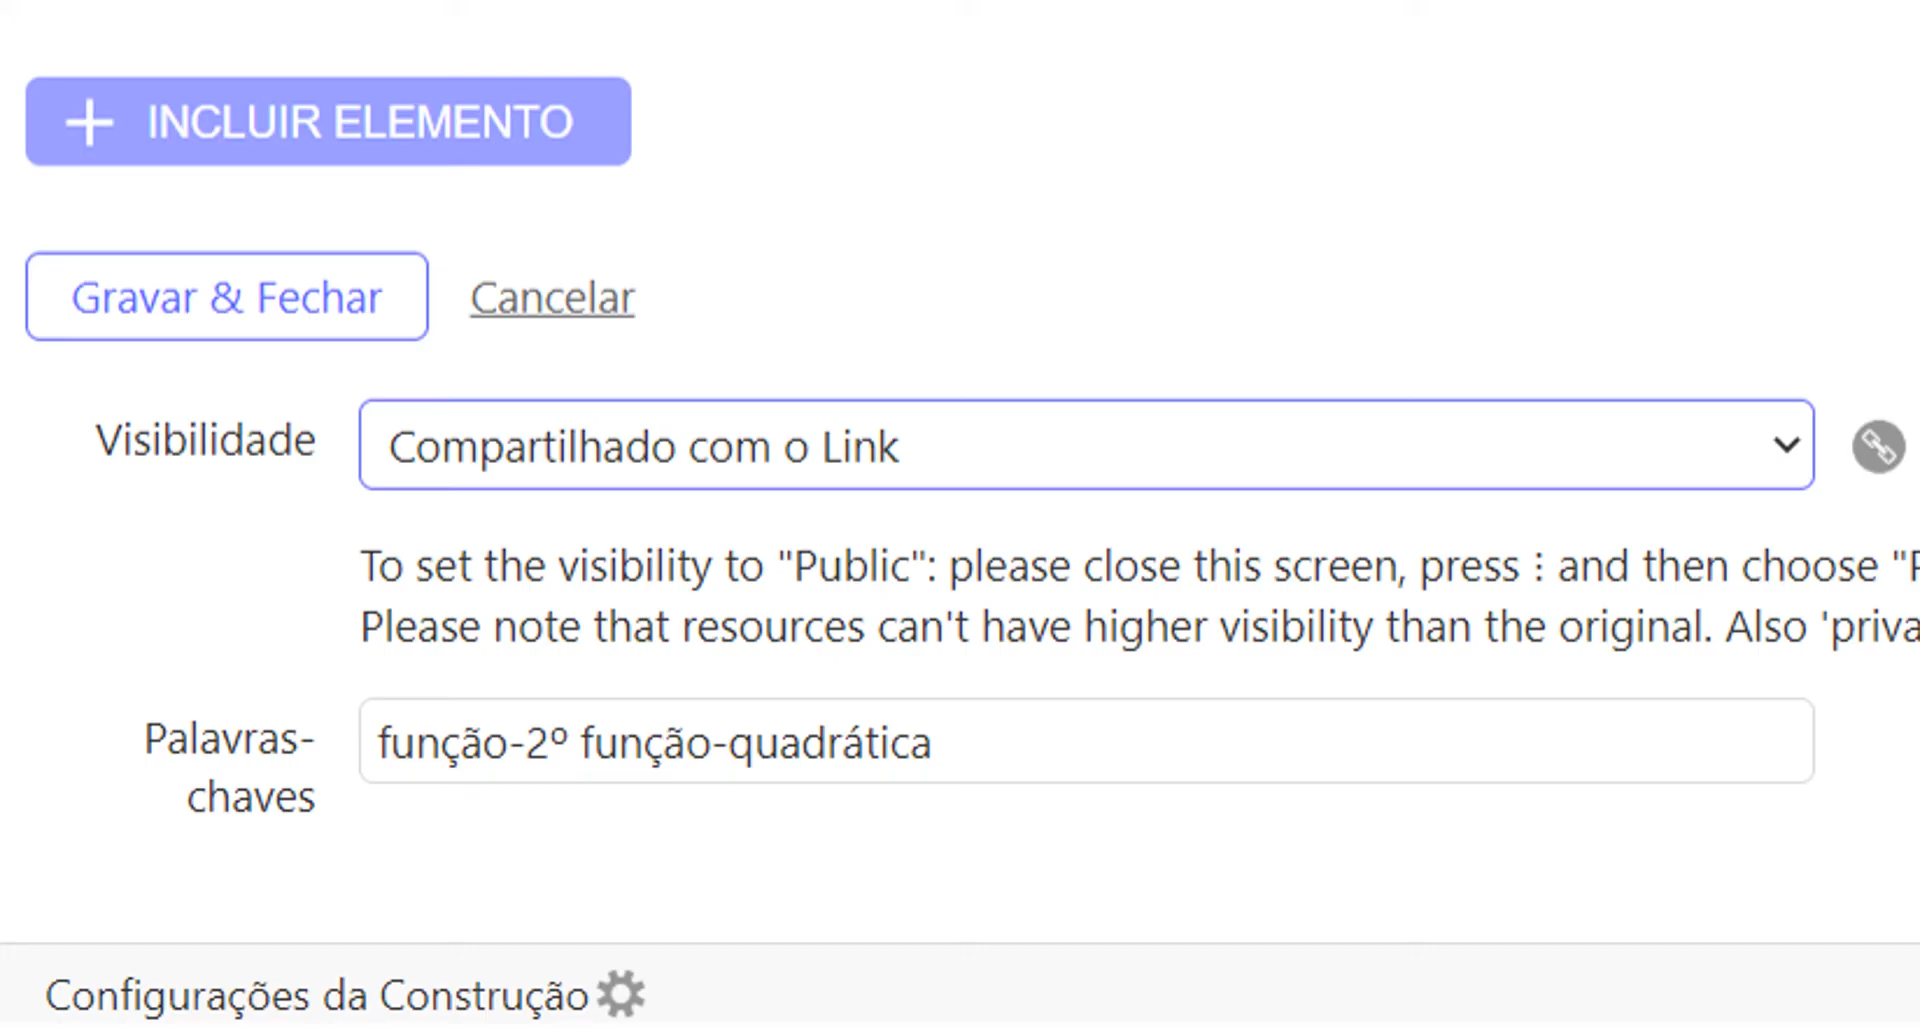 INCLUIR ELEMENTO
Gravar & Fechar
Cancelar
Visibilidade
Compartilhado com o Link
To set the visibility to "Public": please close this screen, press ⋮ and then choose "P
Please note that resources can't have higher visibility than the original. Also 'priva
Palavras-
chaves
função-2º função-quadrática
Configurações da Construção